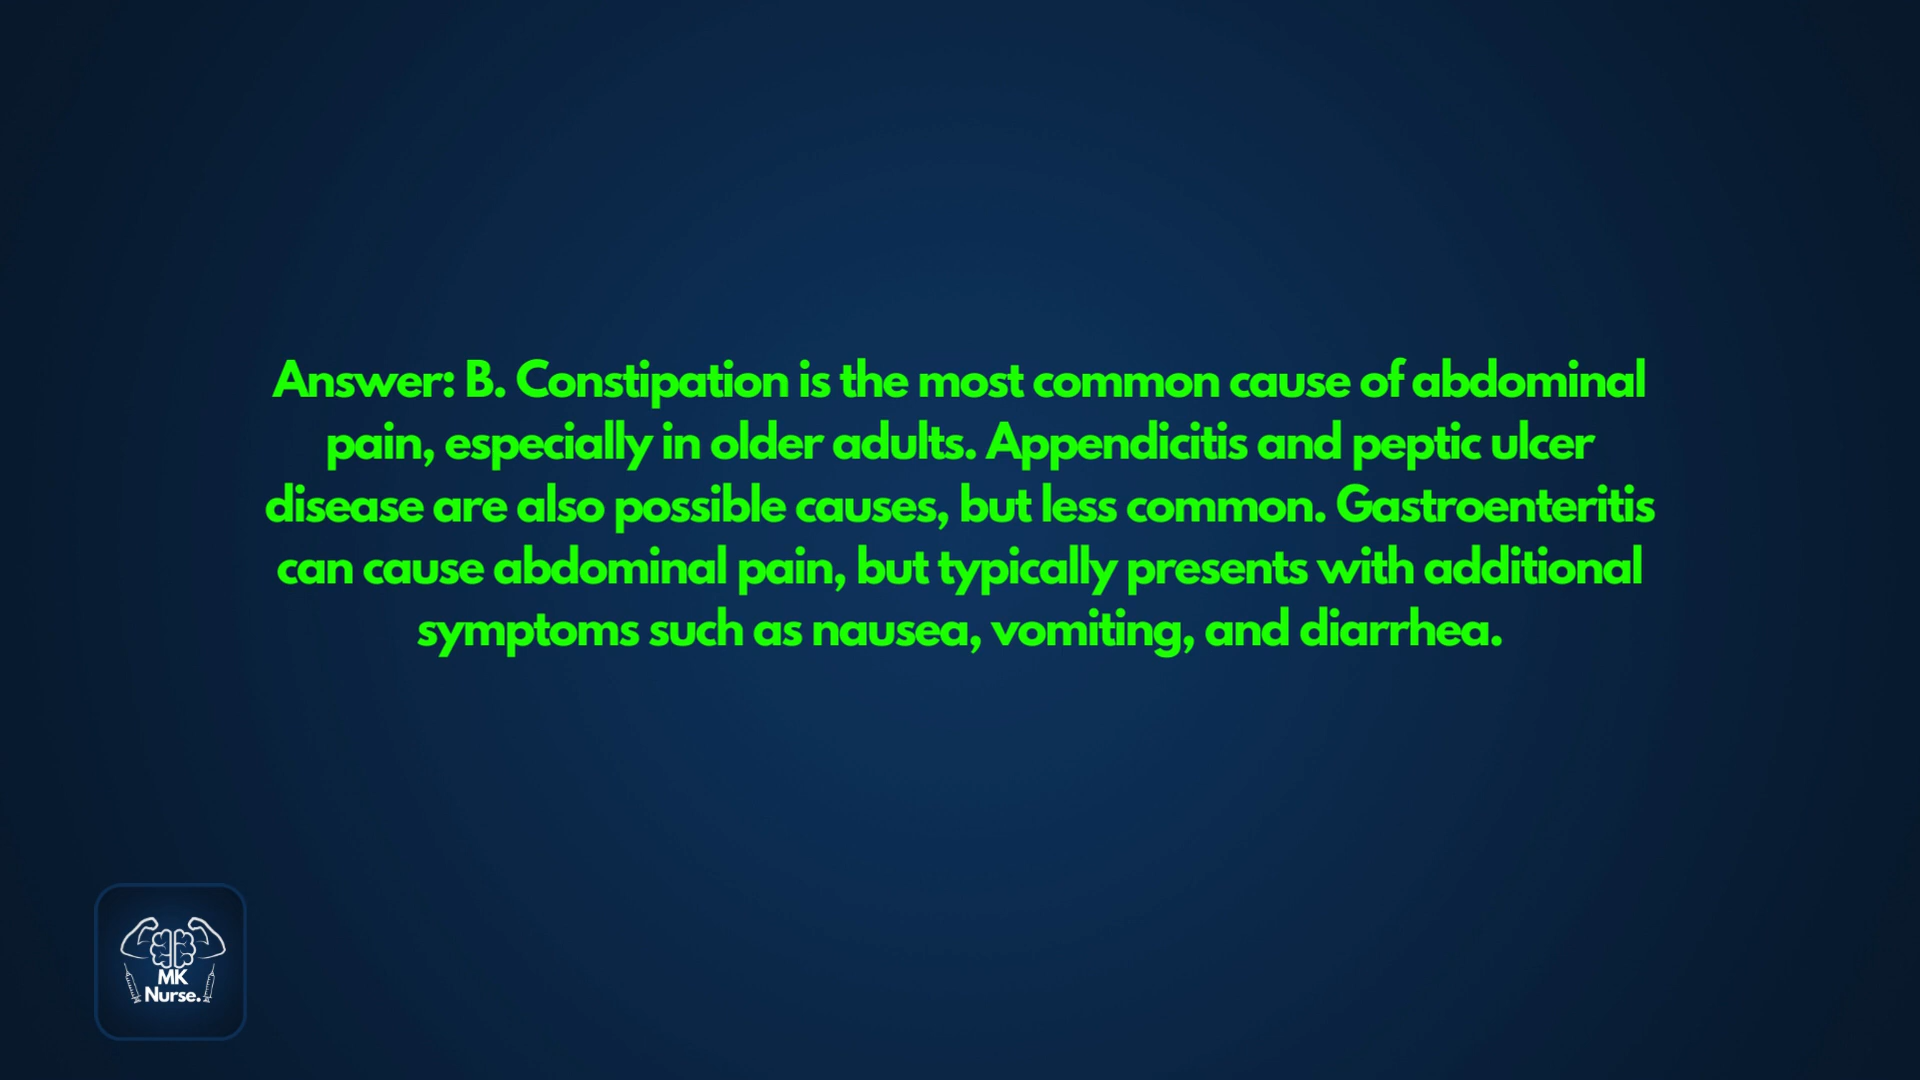 Answer: B. Constipation is the most common cause of abdominal
pain, especially in older adults. Appendicitis and peptic ulcer
disease are also possible causes, but less common. Gastroenteritis
can cause abdominal pain, but typically presents with additional
symptoms such as nausea, vomiting, and diarrhea.
MK
Nurse.